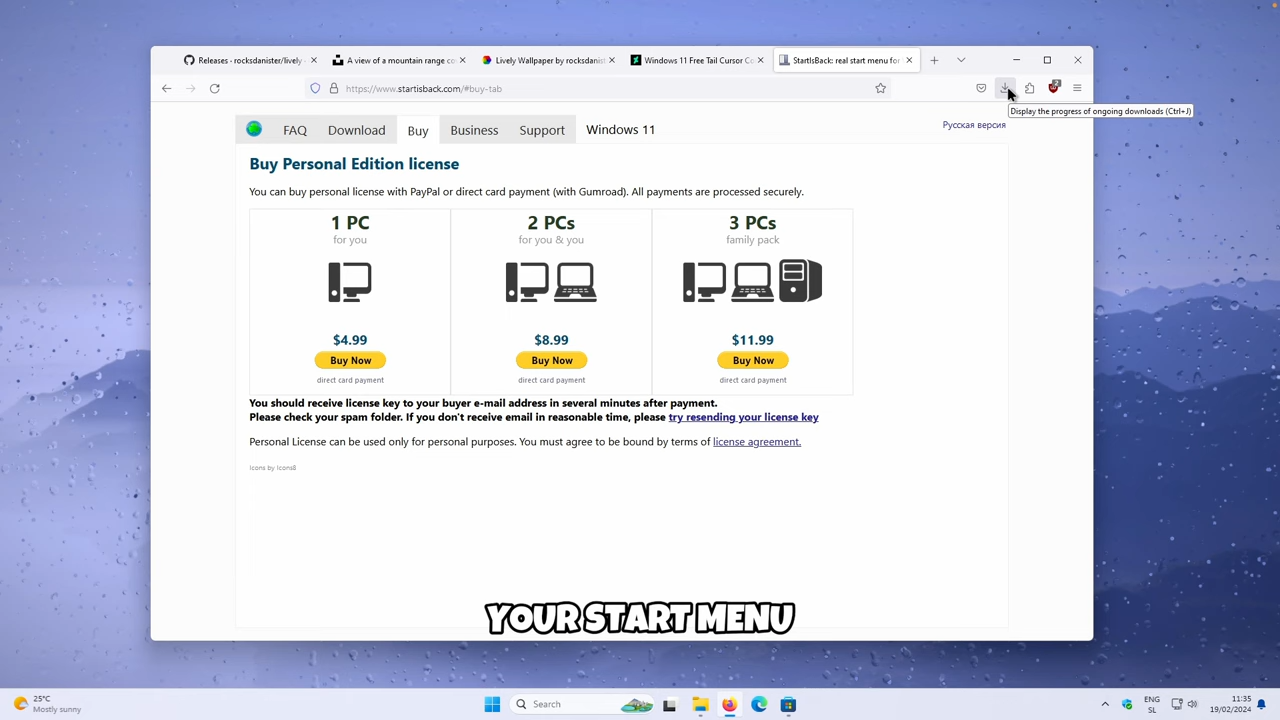 Releases - rocksdanister/lively -
A view of a mountain range co
Lively Wallpaper by rocksdanist
Windows 11 Free Tail Cursor Co
StartIsBack: real start menu for
https://www.startisback.com/#buy-tab
2
Display the progress of ongoing downloads (Ctrl+J)
FAQ
Download
Buy
Business
Support
Windows 11
Русская версия
Buy Personal Edition license
You can buy personal license with PayPal or direct card payment (with Gumroad). All payments are processed securely.
1 PC
for you
$4.99
Buy Now
direct card payment
2 PCs
for you & you
$8.99
Buy Now
direct card payment
3 PCs
family pack
$11.99
Buy Now
direct card payment
You should receive license key to your buyer e-mail address in several minutes after payment.
Please check your spam folder. If you don't receive email in reasonable time, please try resending your license key
Personal License can be used only for personal purposes. You must agree to be bound by terms of license agreement.
Icons by Icons8
YOUR START MENU
25°C
Mostly sunny
Search
ENG
SL
11:35
19/02/2024